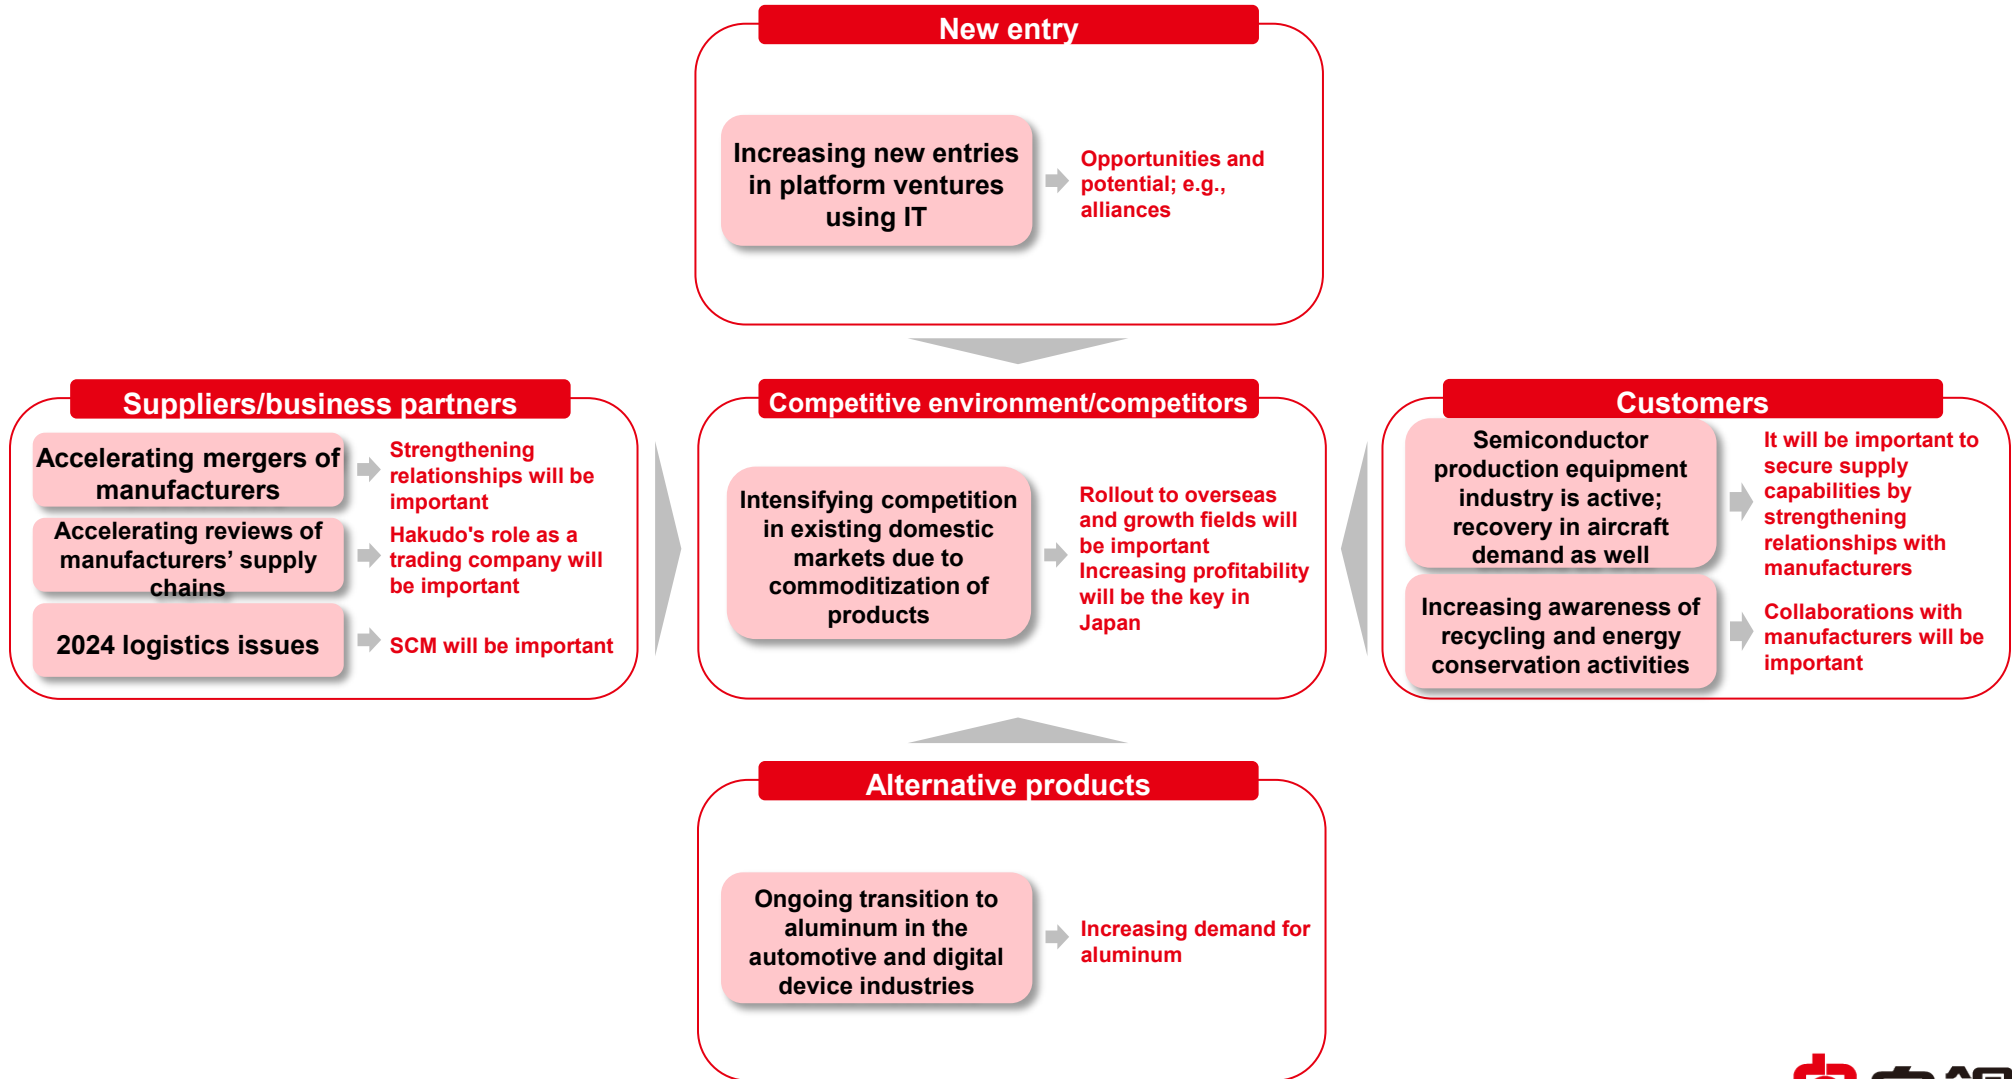 New entry
Increasing new entries
in platform ventures
using IT
Opportunities and
potential; e.g.,
alliances
Suppliers/business partners
Accelerating mergers of
manufacturers
Strengthening
relationships will be
important
Accelerating reviews of
manufacturers’ supply
chains
Hakudo's role as a
trading company will
be important
2024 logistics issues
SCM will be important
Competitive environment/competitors
Intensifying competition
in existing domestic
markets due to
commoditization of
products
Rollout to overseas
and growth fields will
be important
Increasing profitability
will be the key in
Japan
Customers
Semiconductor
production equipment
industry is active;
recovery in aircraft
demand as well
It will be important to
secure supply
capabilities by
strengthening
relationships with
manufacturers
Increasing awareness of
recycling and energy
conservation activities
Collaborations with
manufacturers will be
important
Alternative products
Ongoing transition to
aluminum in the
automotive and digital
device industries
Increasing demand for
aluminum